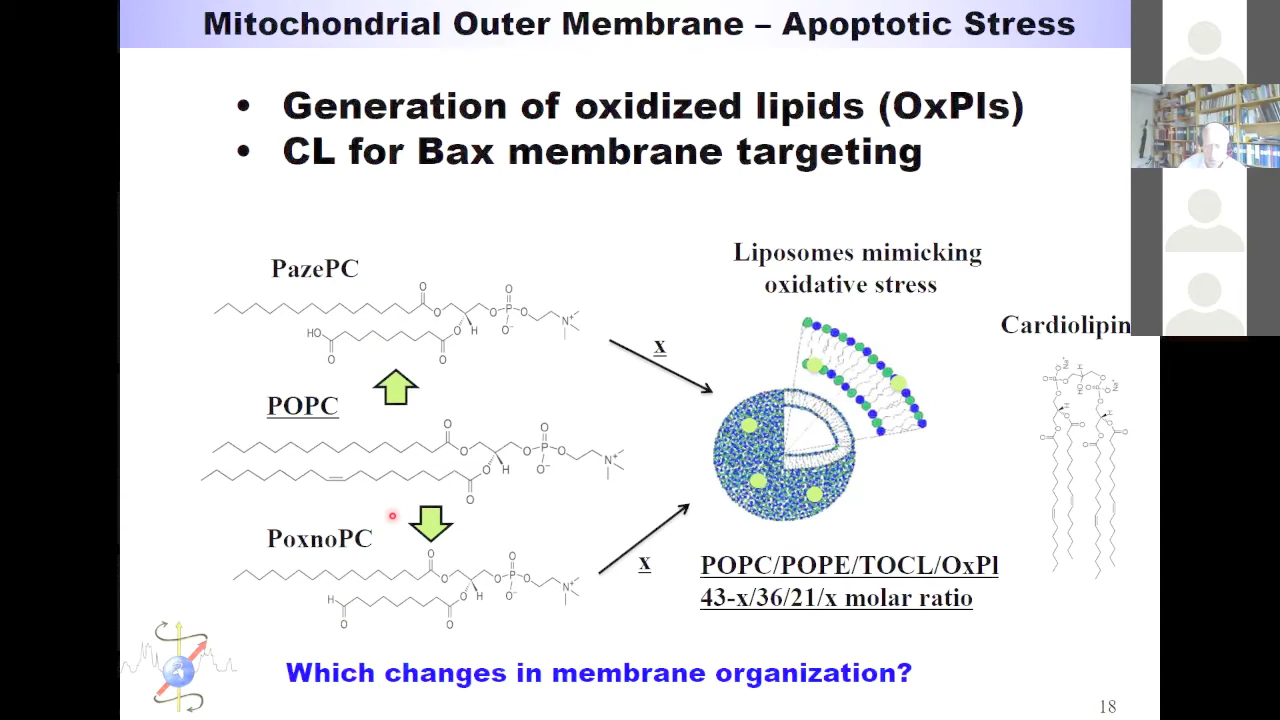 Mitochondrial Outer Membrane – Apoptotic Stress
• Generation of oxidized lipids (OxPls)
• CL for Bax membrane targeting
Liposomes mimicking
oxidative stress
PazePC
Cardiolipin
O
O
P
O
O
O⁻
N⁺
HO
O
H
O
O
x
POPC
O
O
P
O
O
O⁻
N⁺
O
H
O
PoxnoPC
O
O
P
O
O
O⁻
N⁺
H
O
H
O
O
x
POPC/POPE/TOCL/OxPl
43-x/36/21/x molar ratio
Which changes in membrane organization?
18